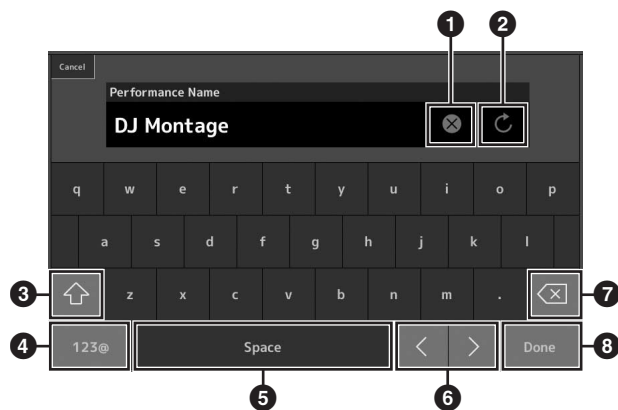 1 2
Cancel
Performance Name
DJ Montage
q w e r t y u i o p
a s d f g h j k l
3 z x c v b n m . 7
4 123@ Space Done 8
5 6